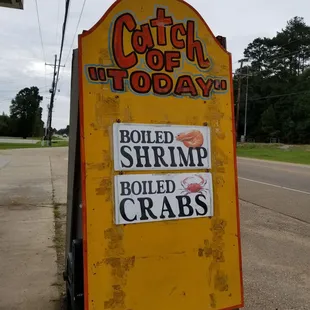 Catch
OF
"TODAY"
BOILED
SHRIMP
BOILED
CRABS